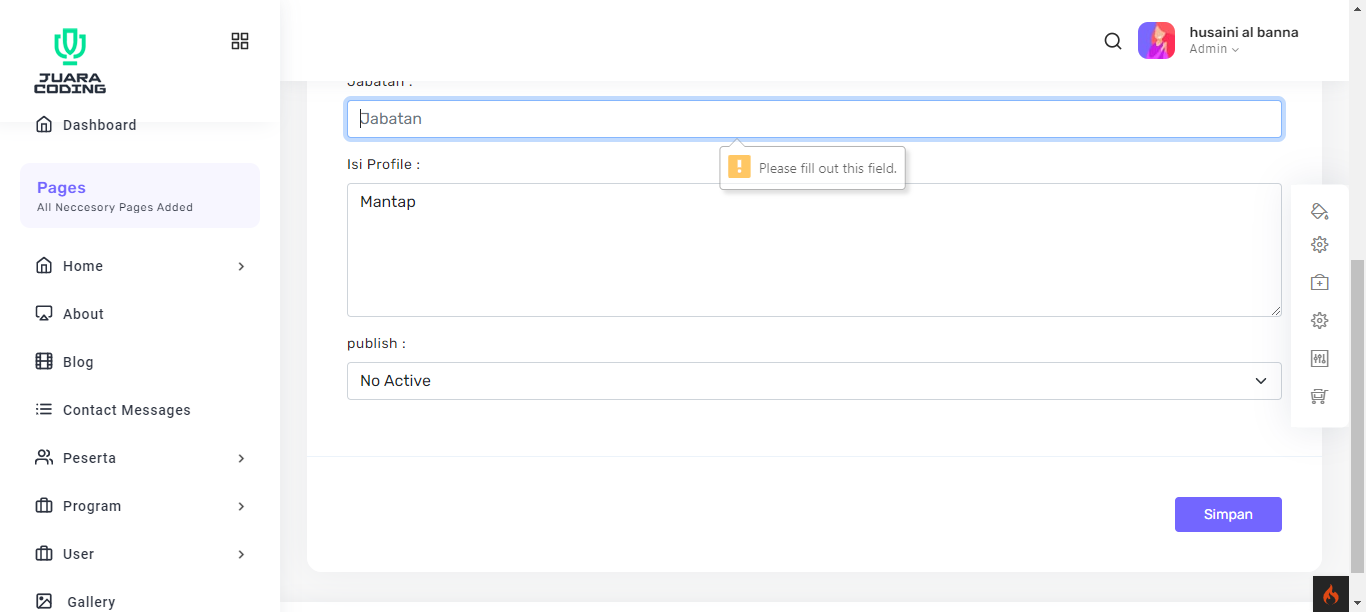 JUARA
CODING
husaini al banna
Admin
Dashboard
Pages
All Neccesory Pages Added
Home
About
Blog
Contact Messages
Peserta
Program
User
Gallery
Jabatan :
Jabatan
Please fill out this field.
Isi Profile :
Mantap
publish :
No Active
Simpan